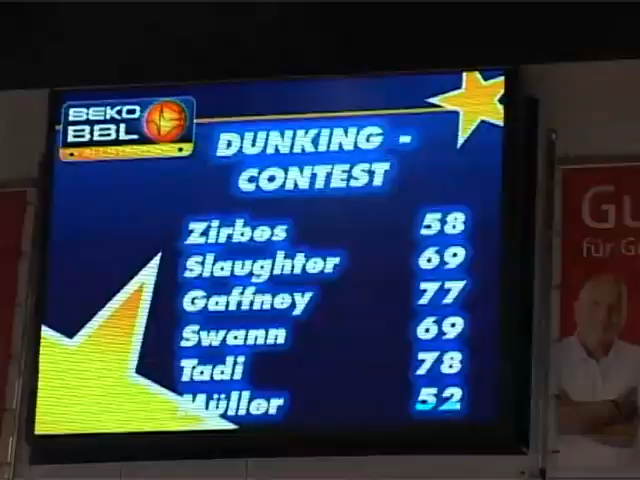 BEKO
BBL
DUNKING -
CONTEST
Zirbes 58
Slaughter 69
Gaffney 77
Swann 69
Tadi 78
Müller 52
Gu
für G